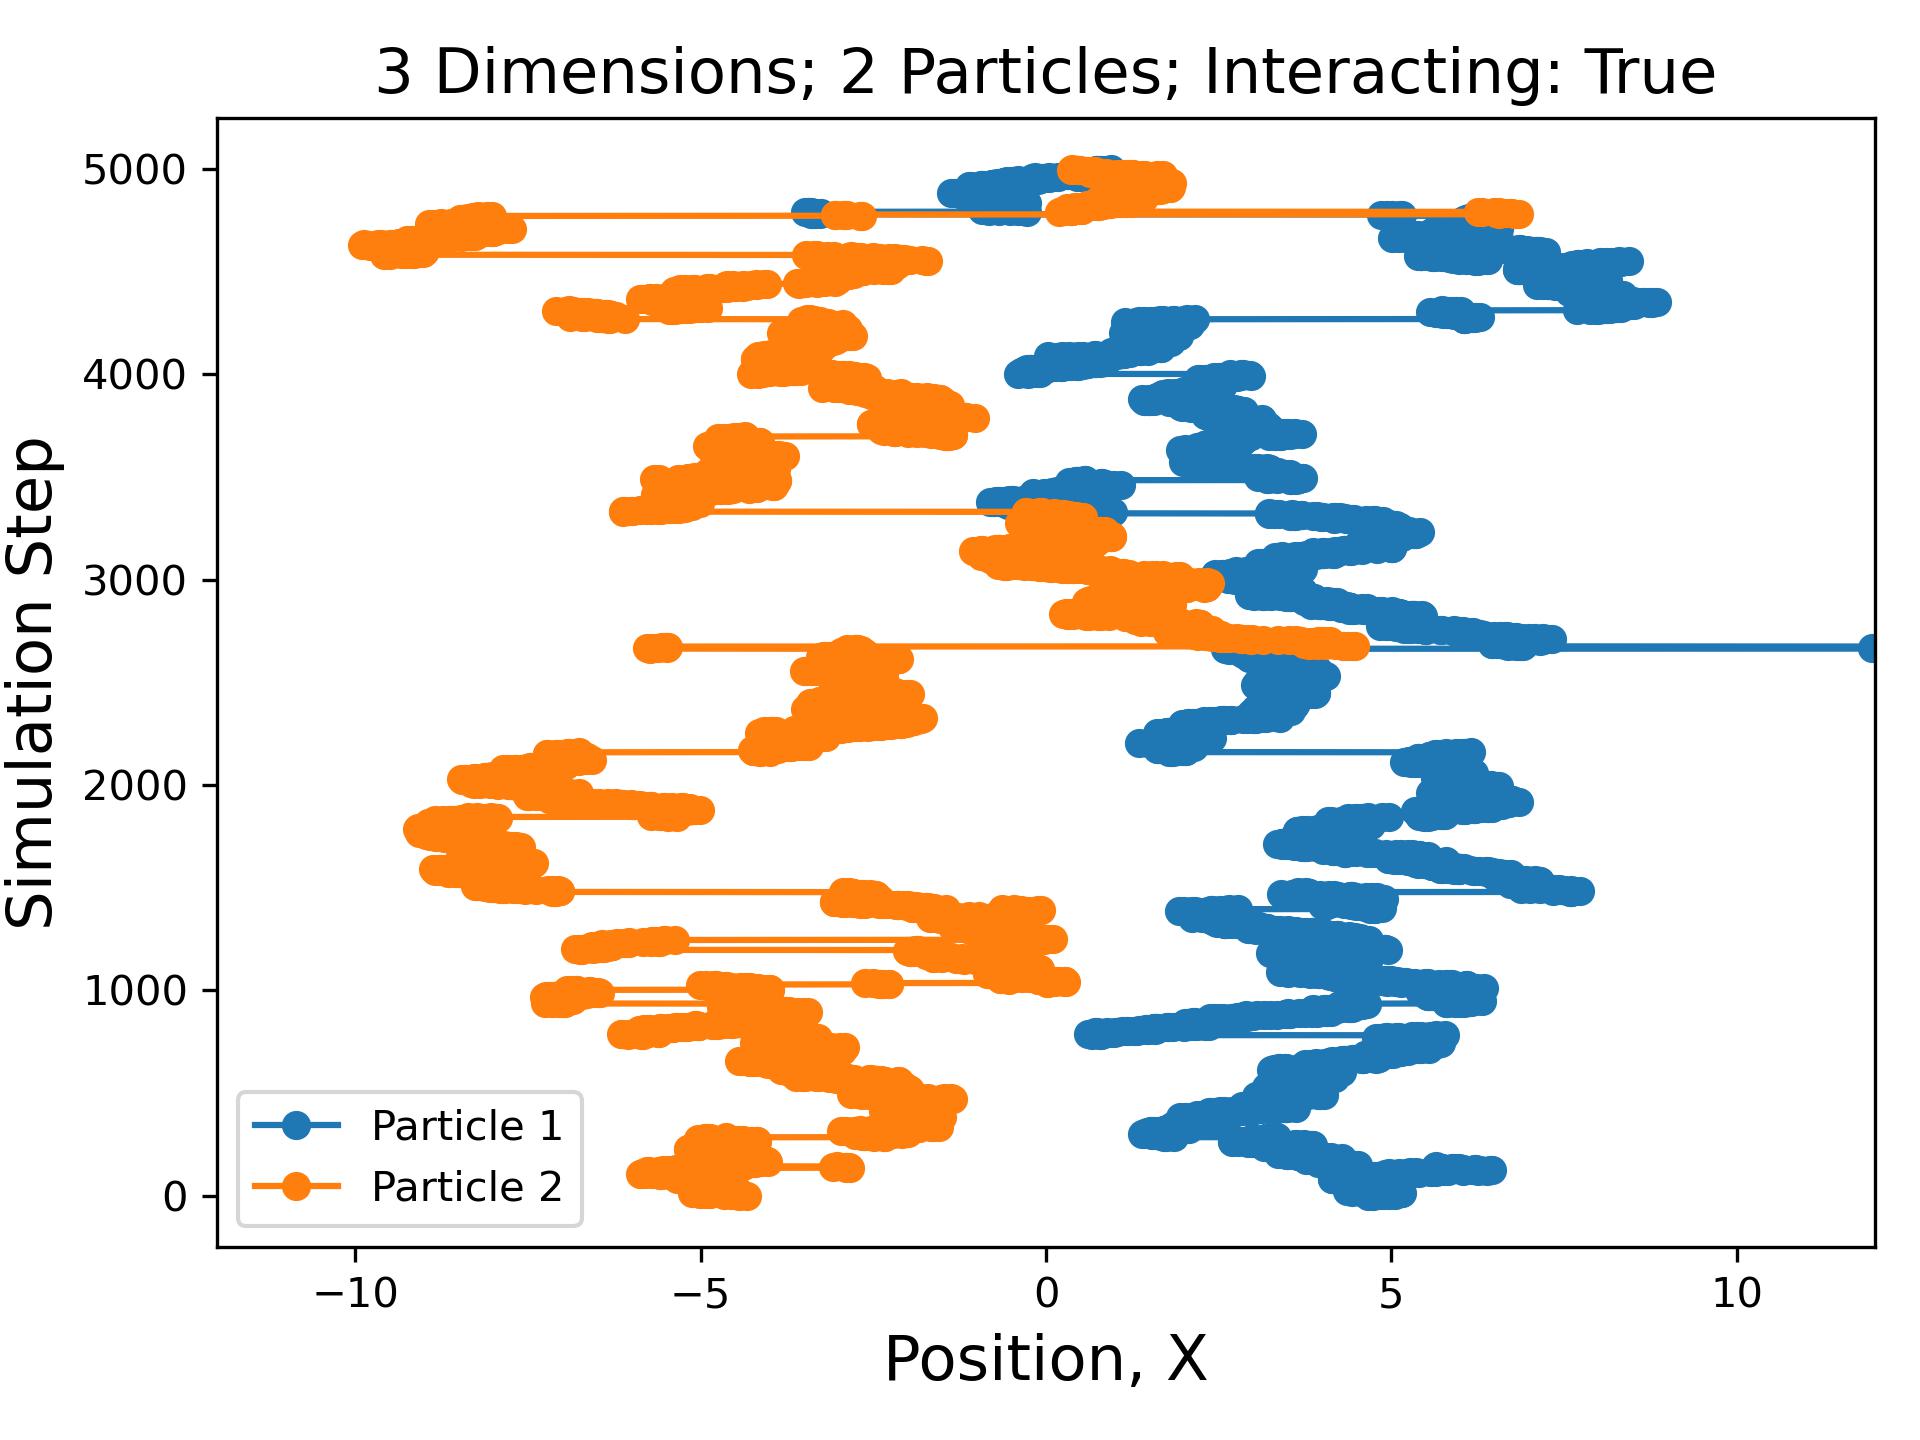 3 Dimensions; 2 Particles; Interacting: True
Simulation Step
5000
4000
3000
2000
1000
0
Particle 1
Particle 2
−10
−5
0
5
10
Position, X